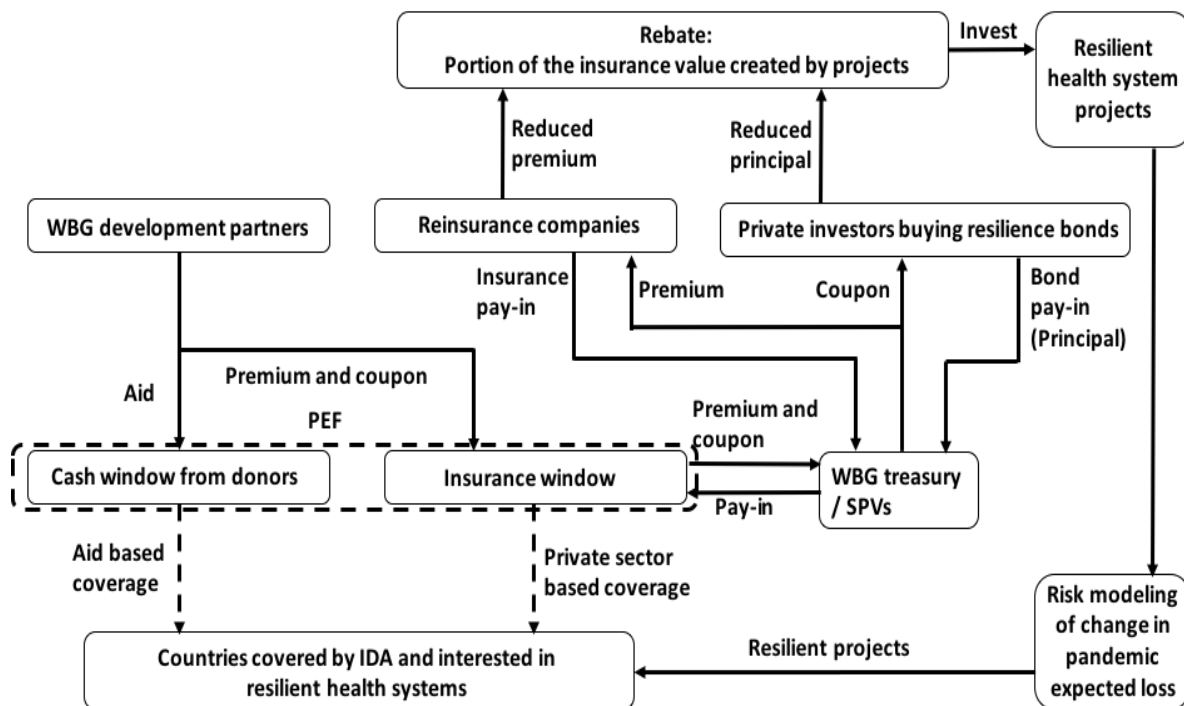 Rebate:
Portion of the insurance value created by projects
Invest
Resilient
health system
projects
Reduced
premium
Reduced
principal
WBG development partners
Reinsurance companies
Private investors buying resilience bonds
Insurance
pay-in
Premium
Coupon
Bond
pay-in
(Principal)
Aid
Premium and coupon
PEF
Premium and
coupon
Cash window from donors
Insurance window
WBG treasury
/ SPVs
Pay-in
Aid based
coverage
Private sector
based coverage
Risk modeling
of change in
pandemic
expected loss
Resilient projects
Countries covered by IDA and interested in
resilient health systems